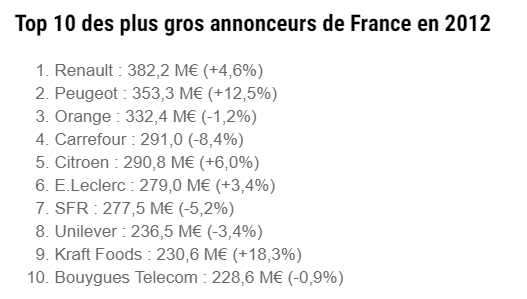 Top 10 des plus gros annonceurs de France en 2012
1. Renault : 382,2 M€ (+4,6%)
2. Peugeot : 353,3 M€ (+12,5%)
3. Orange : 332,4 M€ (-1,2%)
4. Carrefour : 291,0 (-8,4%)
5. Citroen : 290,8 M€ (+6,0%)
6. E.Leclerc : 279,0 M€ (+3,4%)
7. SFR : 277,5 M€ (-5,2%)
8. Unilever : 236,5 M€ (-3,4%)
9. Kraft Foods : 230,6 M€ (+18,3%)
10. Bouygues Telecom : 228,6 M€ (-0,9%)